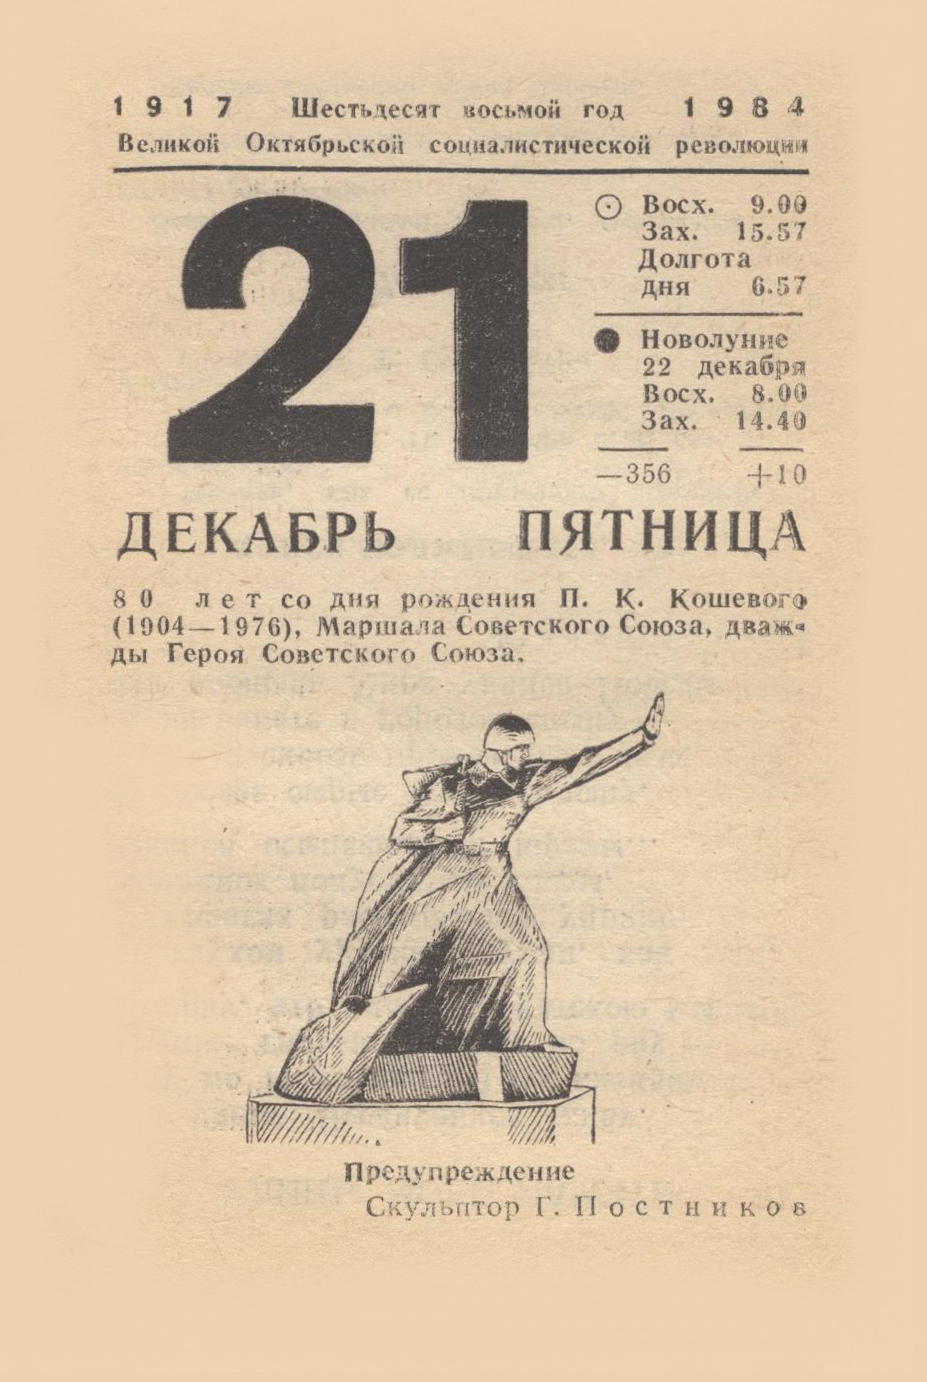 1917 Шестьдесят восьмой год 1984
Великой Октябрьской социалистической революции
21
Восх. 9.00
Зах. 15.57
Долгота
дня 6.57
Новолуние
22 декабря
Восх. 8.00
Зах. 14.40
—356 +10
ДЕКАБРЬ ПЯТНИЦА
80 лет со дня рождения П. К. Кошевого
(1904—1976), Маршала Советского Союза, дваж-
ды Героя Советского Союза.
Предупреждение
Скульптор Г. Постников